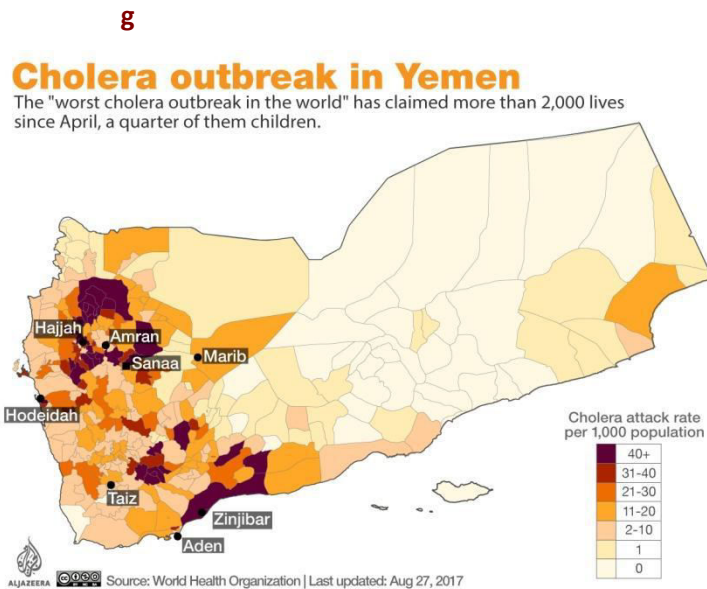 g
Cholera outbreak in Yemen
The "worst cholera outbreak in the world" has claimed more than 2,000 lives
since April, a quarter of them children.
Hajjah
Amran
Sanaa
Marib
Hodeidah
Taiz
Zinjibar
Aden
Cholera attack rate
per 1,000 population
40+
31-40
21-30
11-20
2-10
1
0
ALJAZEERA
Source: World Health Organization | Last updated: Aug 27, 2017